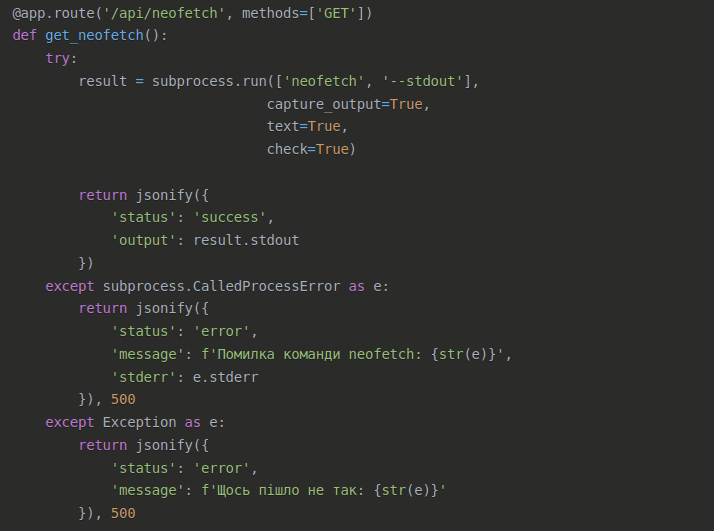 @app.route('/api/neofetch', methods=['GET'])
def get_neofetch():
    try:
        result = subprocess.run(['neofetch', '--stdout'],
                               capture_output=True,
                               text=True,
                               check=True)

        return jsonify({
            'status': 'success',
            'output': result.stdout
        })
    except subprocess.CalledProcessError as e:
        return jsonify({
            'status': 'error',
            'message': f'Помилка команди neofetch: {str(e)}',
            'stderr': e.stderr
        }), 500
    except Exception as e:
        return jsonify({
            'status': 'error',
            'message': f'Щось пішло не так: {str(e)}'
        }), 500